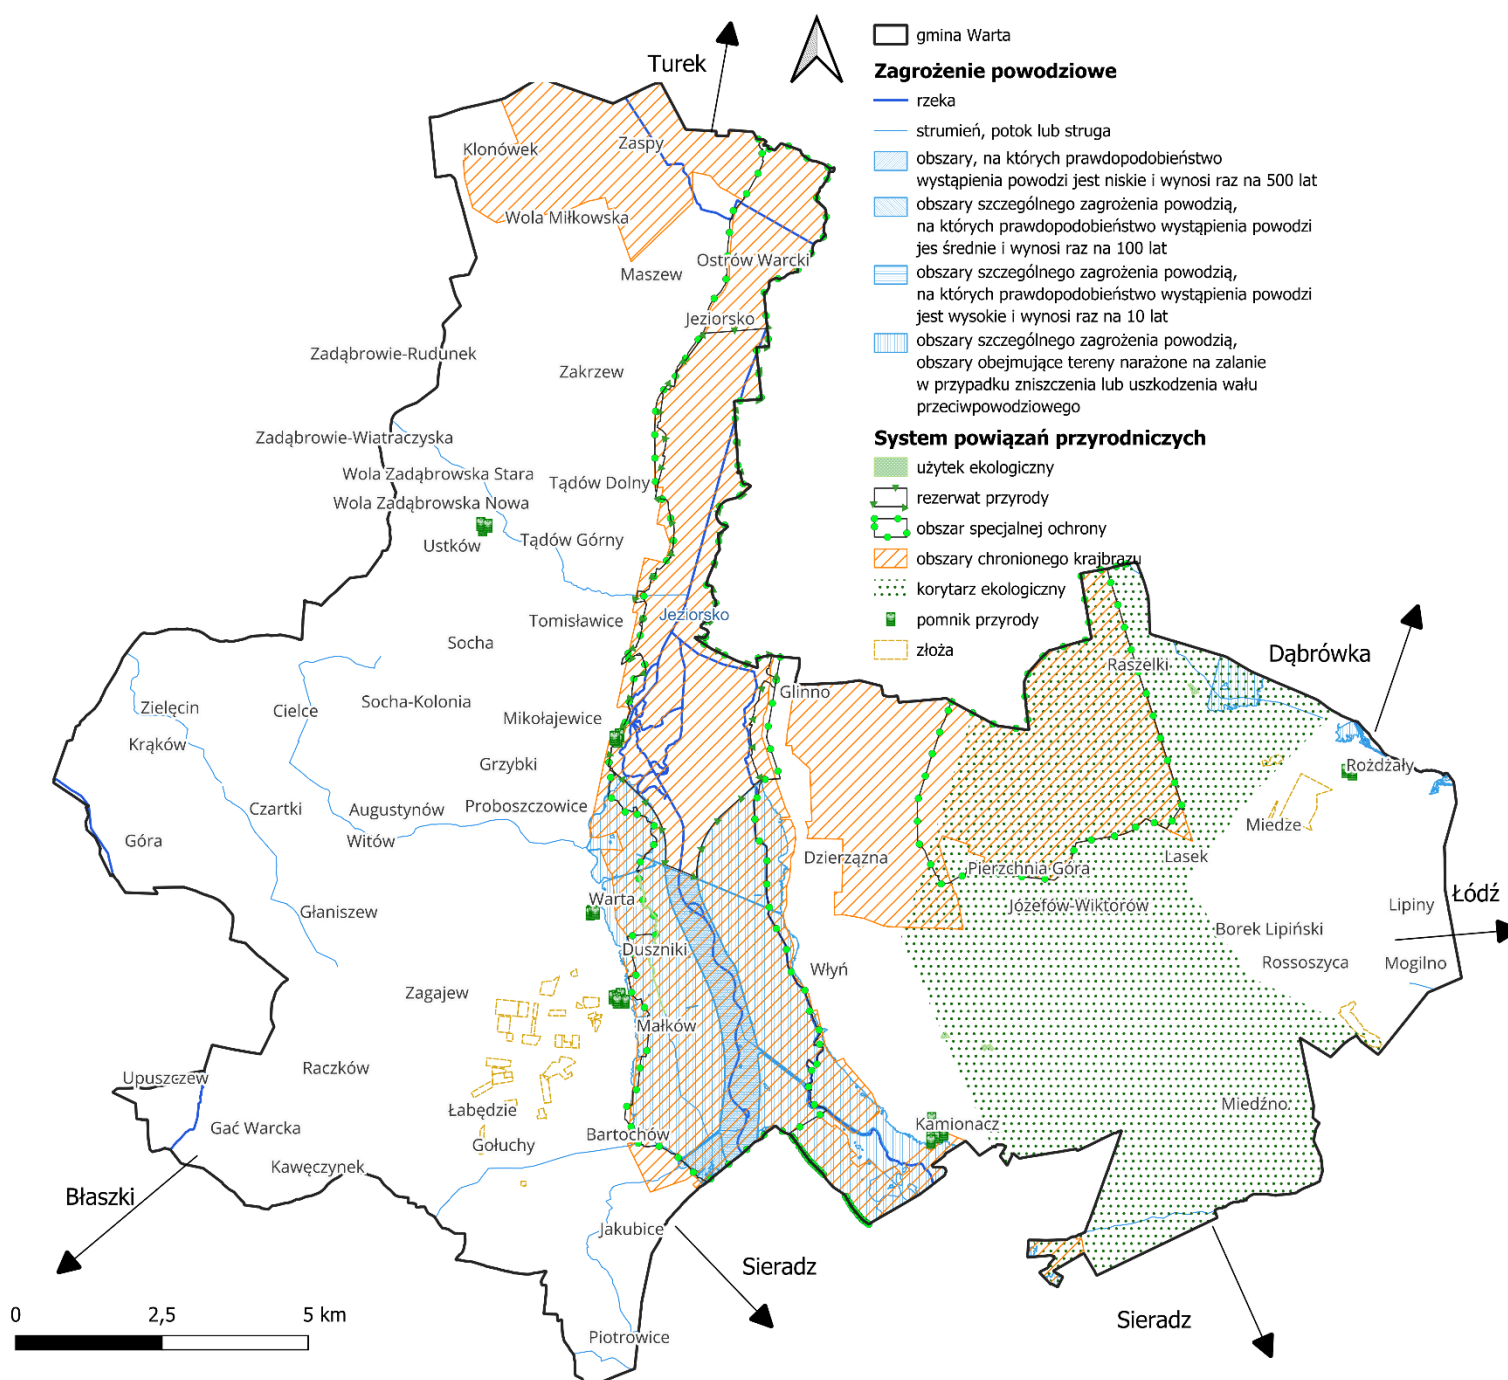 gmina Warta
Zagrożenie powodziowe
rzeka
strumień, potok lub struga
obszary, na których prawdopodobieństwo
wystąpienia powodzi jest niskie i wynosi raz na 500 lat
obszary szczególnego zagrożenia powodzią,
na których prawdopodobieństwo wystąpienia powodzi
jes średnie i wynosi raz na 100 lat
obszary szczególnego zagrożenia powodzią,
na których prawdopodobieństwo wystąpienia powodzi
jest wysokie i wynosi raz na 10 lat
obszary szczególnego zagrożenia powodzią,
obszary obejmujące tereny narażone na zalanie
w przypadku zniszczenia lub uszkodzenia wału
przeciwpowodziowego
System powiązań przyrodniczych
użytek ekologiczny
rezerwat przyrody
obszar specjalnej ochrony
obszary chronionego krajbrazu
korytarz ekologiczny
pomnik przyrody
złoża
Turek
Klonówek
Zaspy
Wola Miłkowska
Ostrów Warcki
Maszew
Jeziorsko
Zadąbrowie-Rudunek
Zakrzew
Zadąbrowie-Wiatraczyska
Wola Zadąbrowska Stara
Tądów Dolny
Wola Zadąbrowska Nowa
Ustków
Tądów Górny
Tomisławice
Jeziorsko
Socha
Raszelki
Dąbrówka
Glinno
Zielęcin
Cielce
Socha-Kolonia
Mikołajewice
Krąków
Grzybki
Rożdżały
Czartki
Augustynów
Proboszczowice
Góra
Witów
Miedze
Dzierzązna
Pierzchnia Góra
Lasek
Łódź
Warta
Głaniszew
Józefów-Wiktorów
Lipiny
Borek Lipiński
Duszniki
Włyń
Rossoszyca
Mogilno
Zagajew
Małków
Raczków
Upuszczew
Łabędzie
Miedźno
Gać Warcka
Gołuchy
Bartochów
Kamionacz
Kawęczynek
Błaszki
Jakubice
Sieradz
Sieradz
Piotrowice
0 2,5 5 km